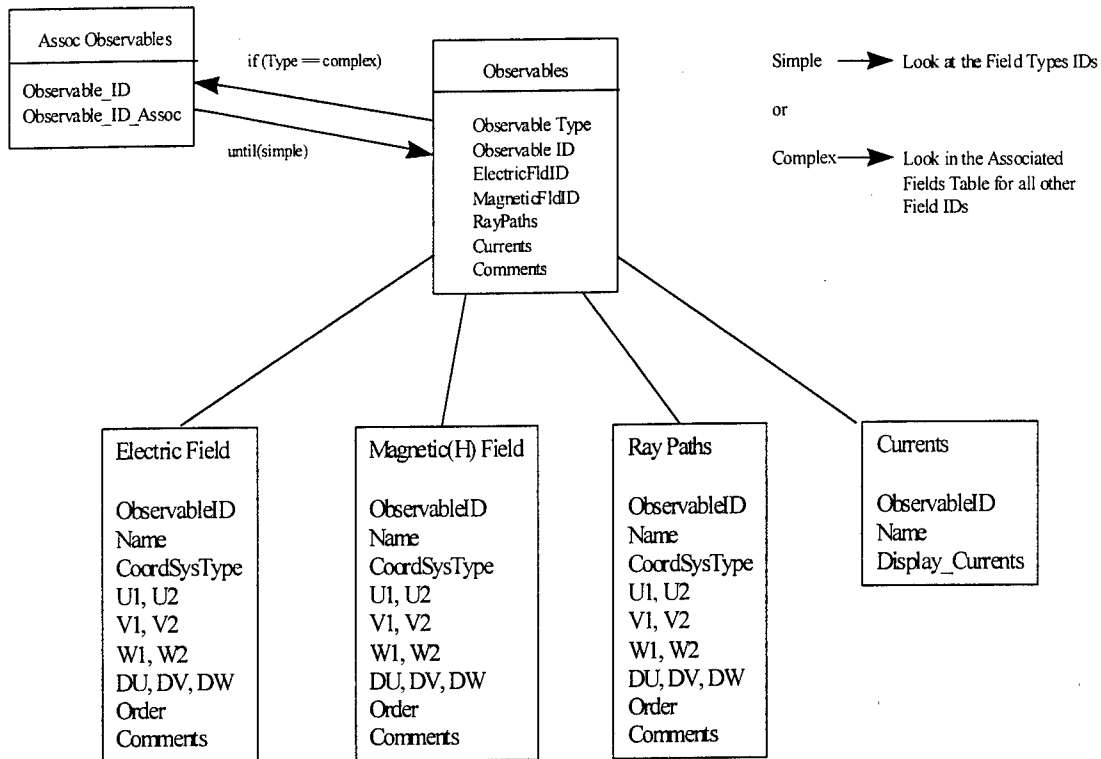 Assoc Observables
Observable_ID
Observable_ID_Assoc
if (Type == complex)
until(simple)
Observables
Observable Type
Observable ID
ElectricFldID
MagneticFldID
RayPaths
Currents
Comments
Simple
Look at the Field Types IDs
or
Complex
Look in the Associated
Fields Table for all other
Field IDs
Electric Field
ObservableID
Name
CoordSysType
U1, U2
V1, V2
W1, W2
DU, DV, DW
Order
Comments
Magnetic(H) Field
ObservableID
Name
CoordSysType
U1, U2
V1, V2
W1, W2
DU, DV, DW
Order
Comments
Ray Paths
ObservableID
Name
CoordSysType
U1, U2
V1, V2
W1, W2
DU, DV, DW
Order
Comments
Currents
ObservableID
Name
Display_Currents